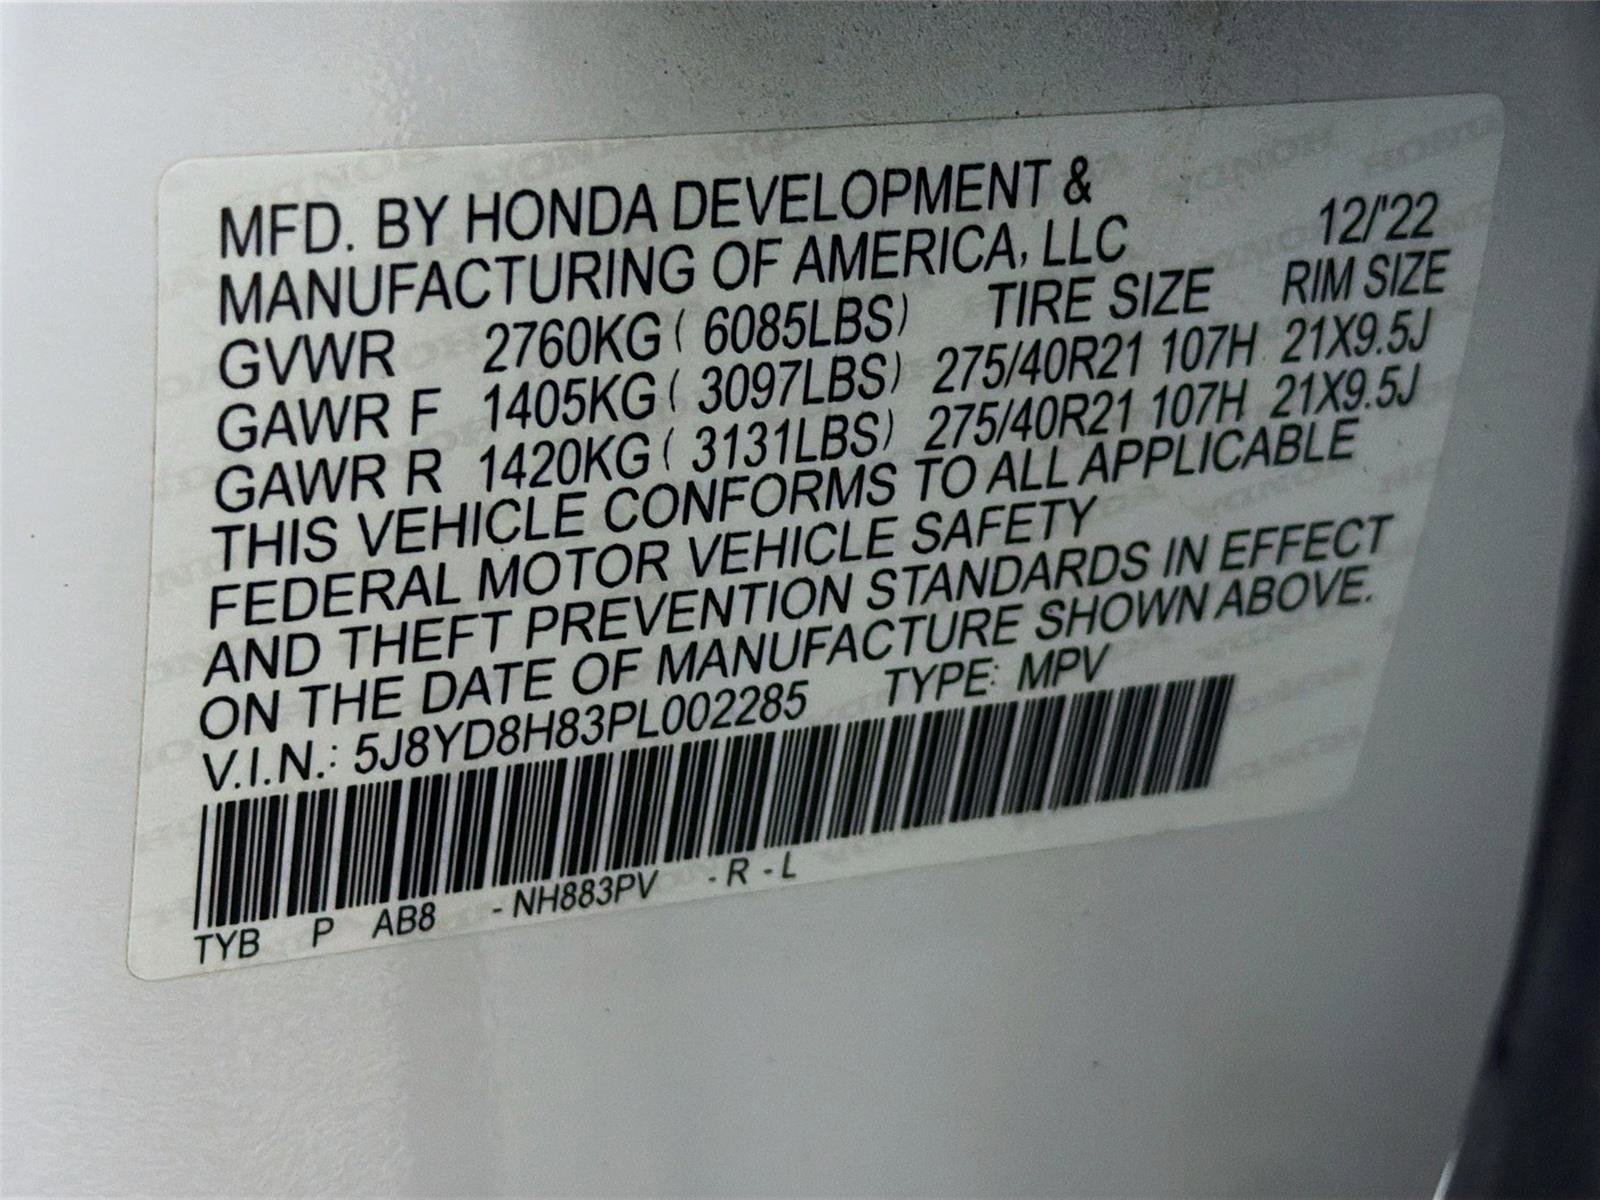 MFD. BY HONDA DEVELOPMENT &
MANUFACTURING OF AMERICA, LLC 12/'22
GVWR 2760KG ( 6085LBS) TIRE SIZE RIM SIZE
GAWR F 1405KG ( 3097LBS) 275/40R21 107H 21X9.5J
GAWR R 1420KG ( 3131LBS) 275/40R21 107H 21X9.5J
THIS VEHICLE CONFORMS TO ALL APPLICABLE
FEDERAL MOTOR VEHICLE SAFETY
AND THEFT PREVENTION STANDARDS IN EFFECT
ON THE DATE OF MANUFACTURE SHOWN ABOVE.
V.I.N.: 5J8YD8H83PL002285 TYPE: MPV
TYB P AB8 - NH883PV - R - L